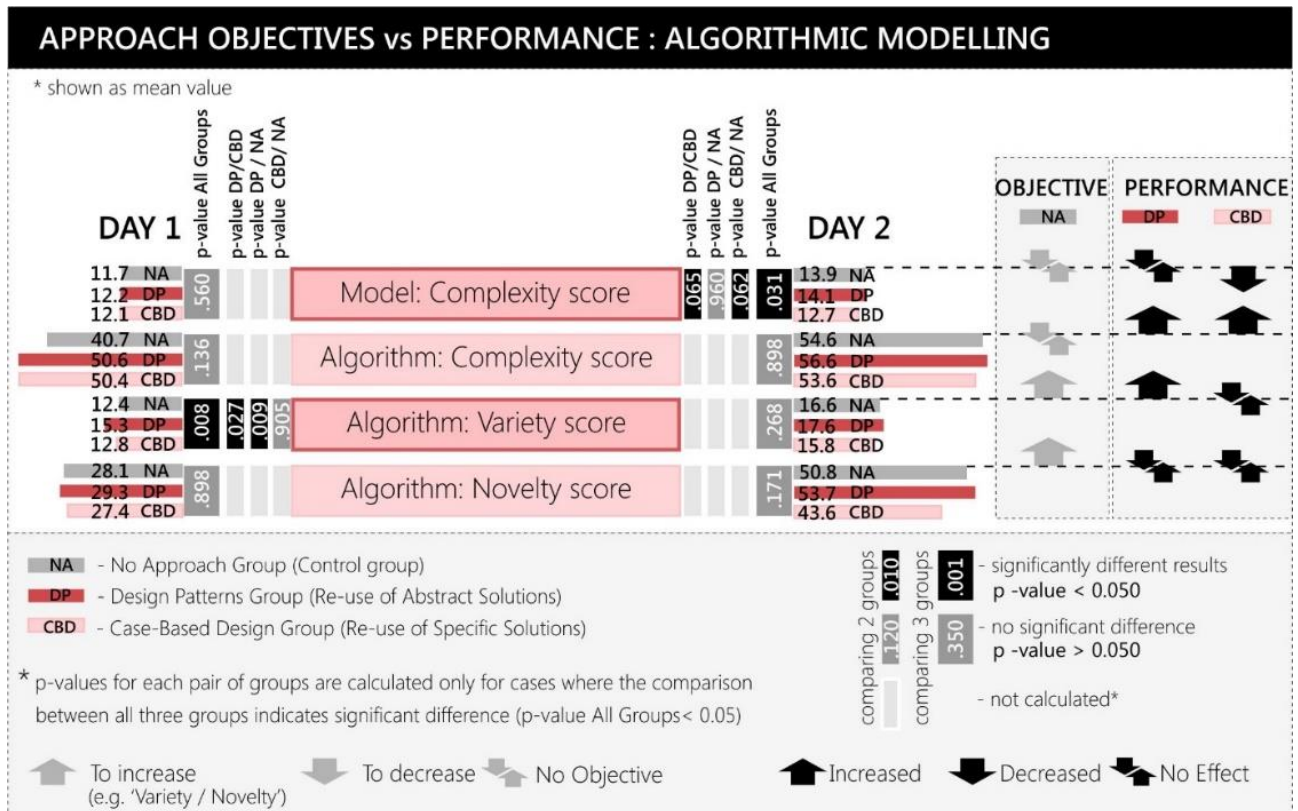 APPROACH OBJECTIVES vs PERFORMANCE : ALGORITHMIC MODELLING
* shown as mean value
DAY 1
p-value All Groups
p-value DP/CBD
p-value DP / NA
p-value CBD/ NA
p-value DP/CBD
p-value DP / NA
p-value CBD/ NA
p-value All Groups
DAY 2
OBJECTIVE
PERFORMANCE
NA
DP
CBD
11.7 NA
12.2 DP
12.1 CBD
.560
Model: Complexity score
.065
.960
.062
.031
13.9 NA
14.1 DP
12.7 CBD
40.7 NA
50.6 DP
50.4 CBD
.136
Algorithm: Complexity score
.898
54.6 NA
56.6 DP
53.6 CBD
12.4 NA
15.3 DP
12.8 CBD
.008
.027
.009
.905
Algorithm: Variety score
.268
16.6 NA
17.6 DP
15.8 CBD
28.1 NA
29.3 DP
27.4 CBD
.898
Algorithm: Novelty score
.171
50.8 NA
53.7 DP
43.6 CBD
NA - No Approach Group (Control group)
DP - Design Patterns Group (Re-use of Abstract Solutions)
CBD - Case-Based Design Group (Re-use of Specific Solutions)
* p-values for each pair of groups are calculated only for cases where the comparison
between all three groups indicates significant difference (p-value All Groups< 0.05)
comparing 2 groups
.010
.120
comparing 3 groups
.001
.350
- significantly different results
p -value < 0.050
- no significant difference
p -value > 0.050
- not calculated*
To increase
(e.g. 'Variety / Novelty')
To decrease
No Objective
Increased
Decreased
No Effect